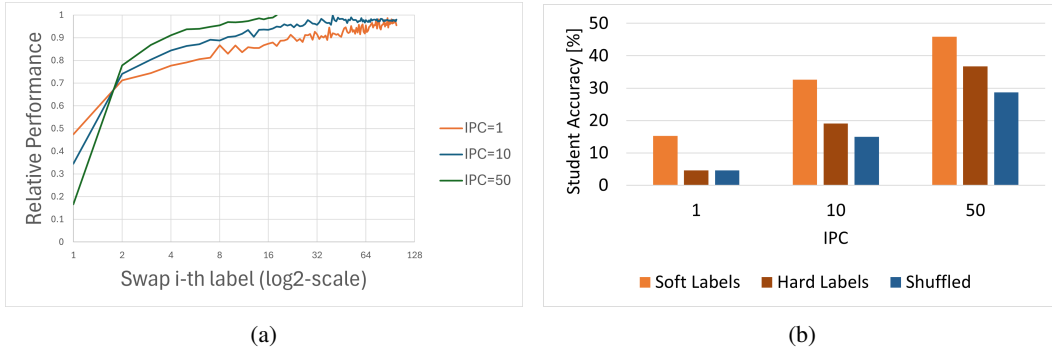 Relative Performance
1
0.9
0.8
0.7
0.6
0.5
0.4
0.3
0.2
0.1
0
1 2 4 8 16 32 64 128
Swap i-th label (log2-scale)
IPC=1
IPC=10
IPC=50
(a)
Student Accuracy [%]
50
40
30
20
10
0
1 10 50
IPC
Soft Labels Hard Labels Shuffled
(b)